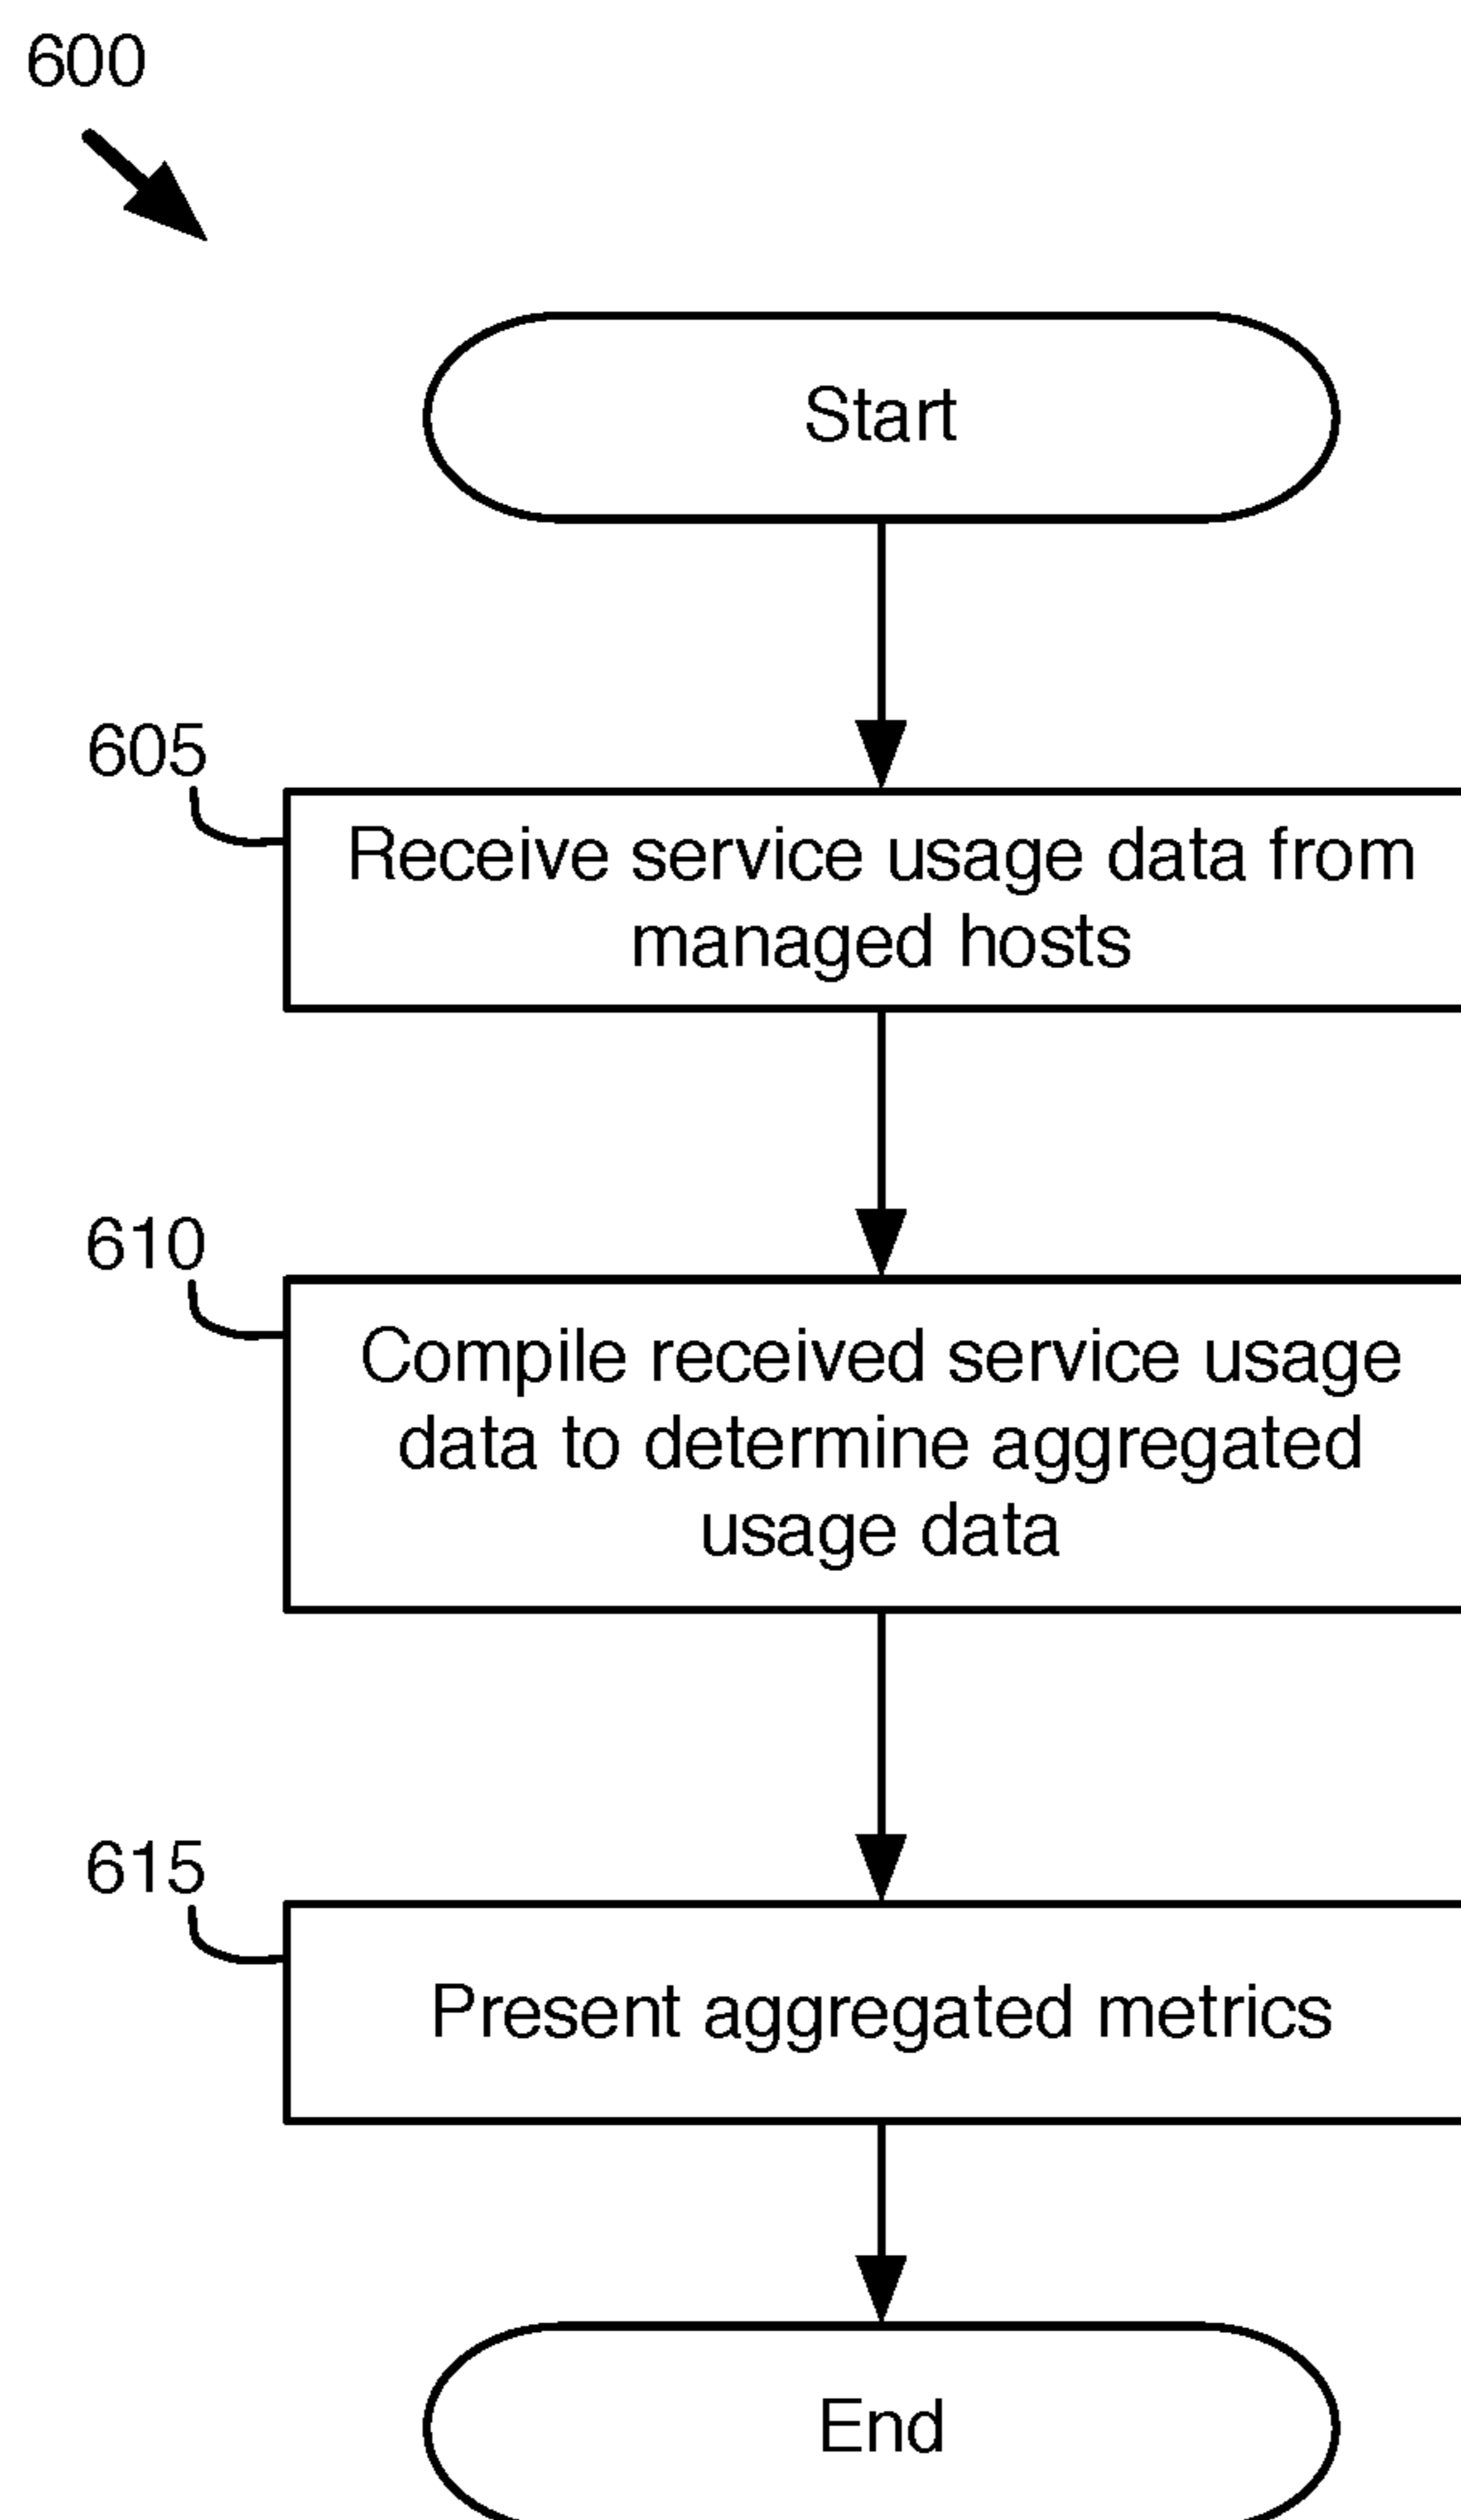 600
Start
605
Receive service usage data from
managed hosts
610
Compile received service usage
data to determine aggregated
usage data
615
Present aggregated metrics
End